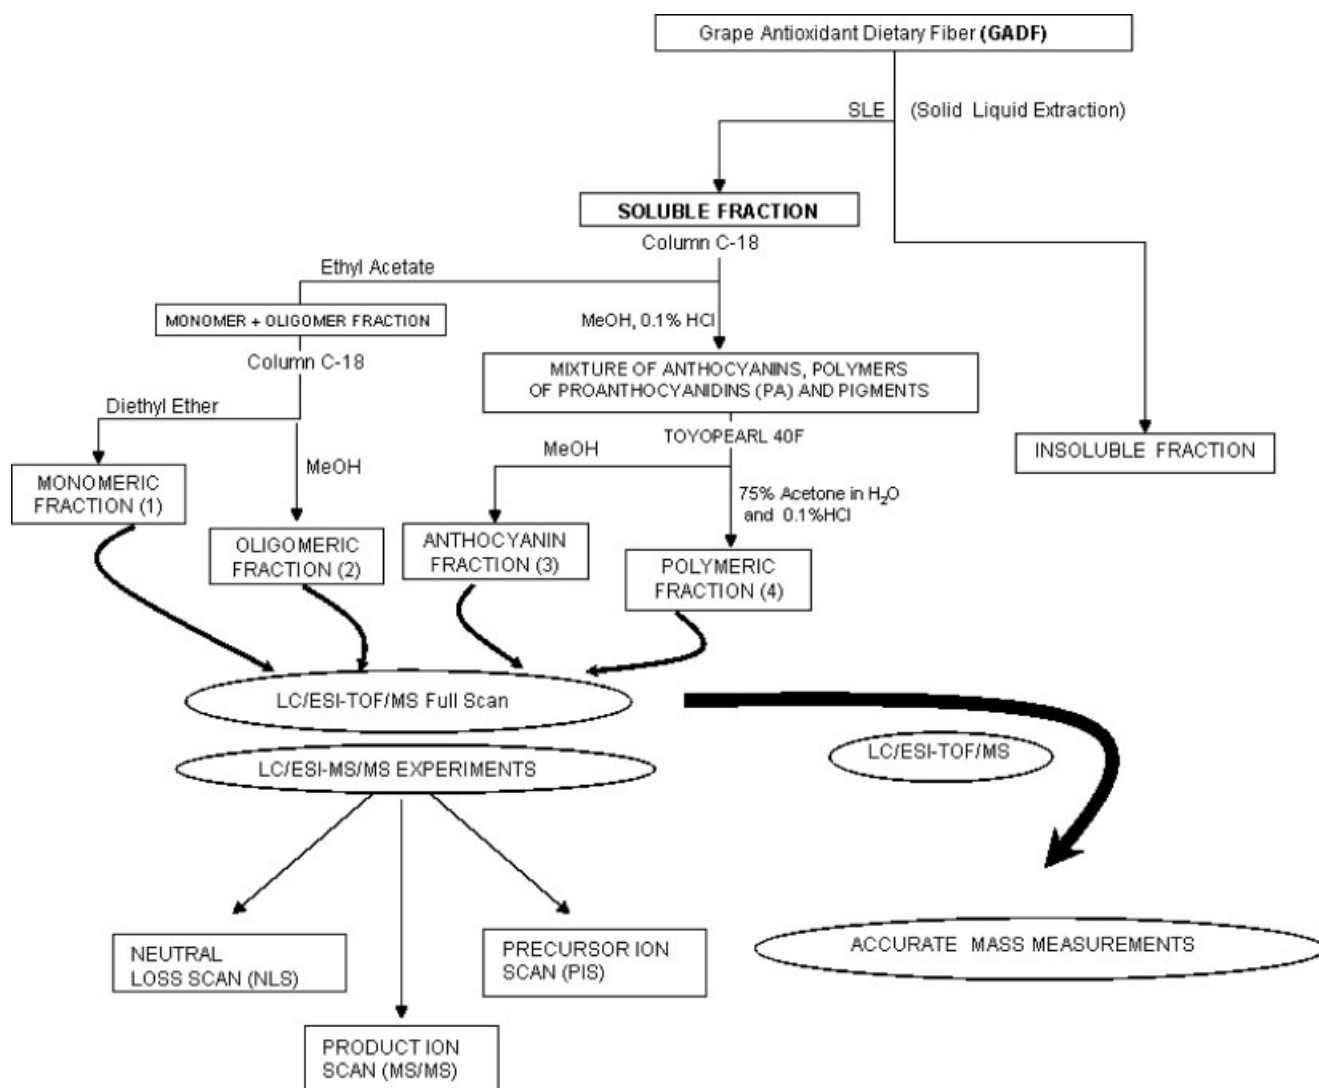 Grape Antioxidant Dietary Fiber (GADF)
SLE (Solid Liquid Extraction)
SOLUBLE FRACTION
Column C-18
Ethyl Acetate
MONOMER + OLIGOMER FRACTION
MeOH, 0.1% HCl
Column C-18
MIXTURE OF ANTHOCYANINS, POLYMERS
OF PROANTHOCYANIDINS (PA) AND PIGMENTS
Diethyl Ether
TOYOPEARL 40F
INSOLUBLE FRACTION
MeOH
MeOH
MONOMERIC
FRACTION (1)
75% Acetone in H₂O
and 0.1%HCl
OLIGOMERIC
FRACTION (2)
ANTHOCYANIN
FRACTION (3)
POLYMERIC
FRACTION (4)
LC/ESI-TOF/MS Full Scan
LC/ESI-TOF/MS
LC/ESI-MS/MS EXPERIMENTS
NEUTRAL
LOSS SCAN (NLS)
PRECURSOR ION
SCAN (PIS)
ACCURATE MASS MEASUREMENTS
PRODUCT ION
SCAN (MS/MS)